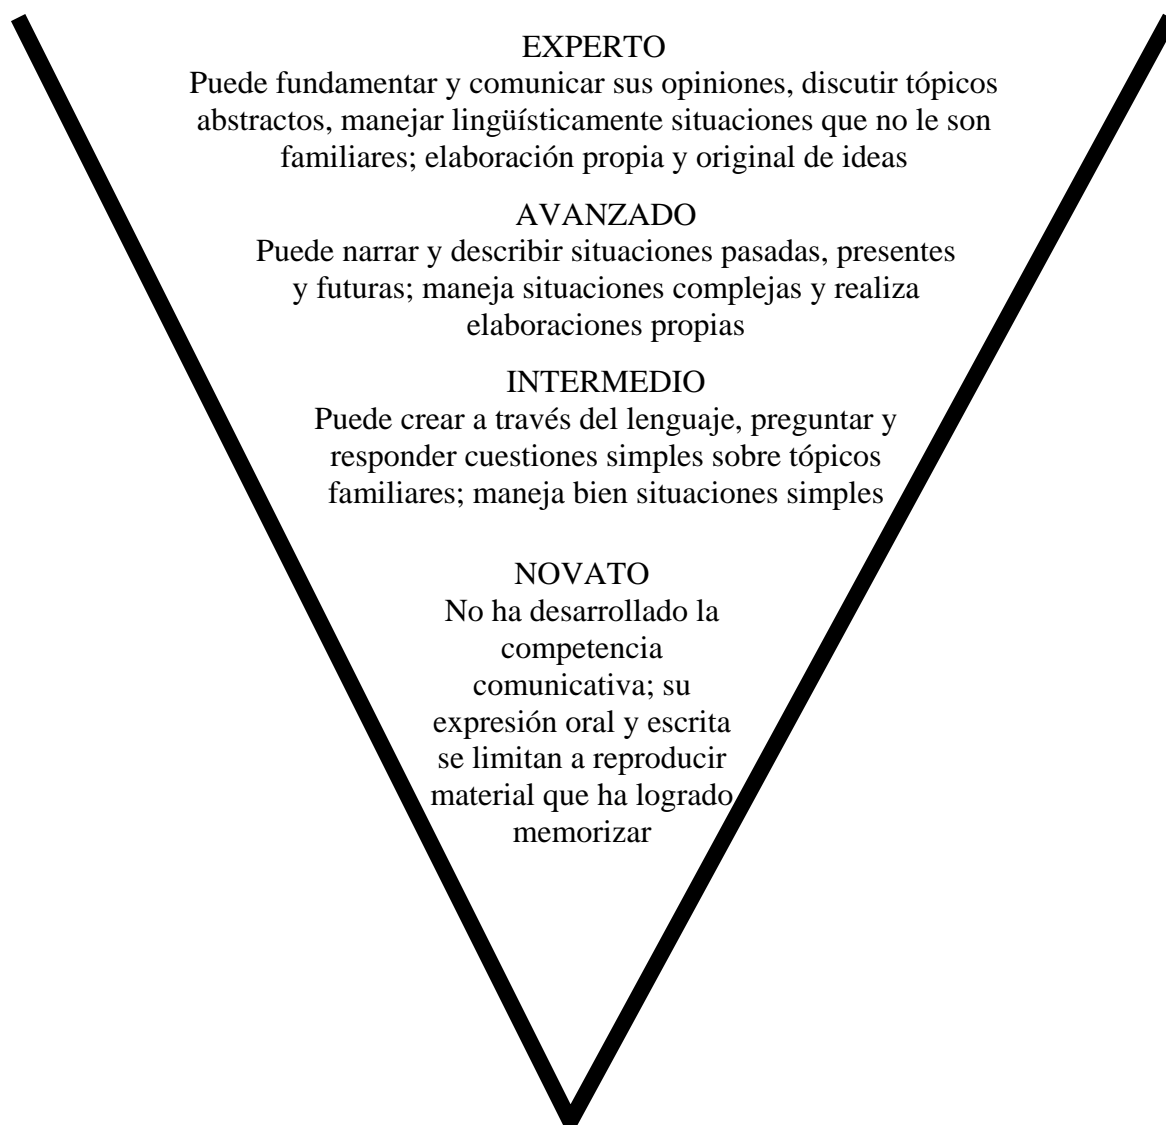 EXPERTO
Puede fundamentar y comunicar sus opiniones, discutir tópicos
abstractos, manejar lingüísticamente situaciones que no le son
familiares; elaboración propia y original de ideas
AVANZADO
Puede narrar y describir situaciones pasadas, presentes
y futuras; maneja situaciones complejas y realiza
elaboraciones propias
INTERMEDIO
Puede crear a través del lenguaje, preguntar y
responder cuestiones simples sobre tópicos
familiares; maneja bien situaciones simples
NOVATO
No ha desarrollado la
competencia
comunicativa; su
expresión oral y escrita
se limitan a reproducir
material que ha logrado
memorizar